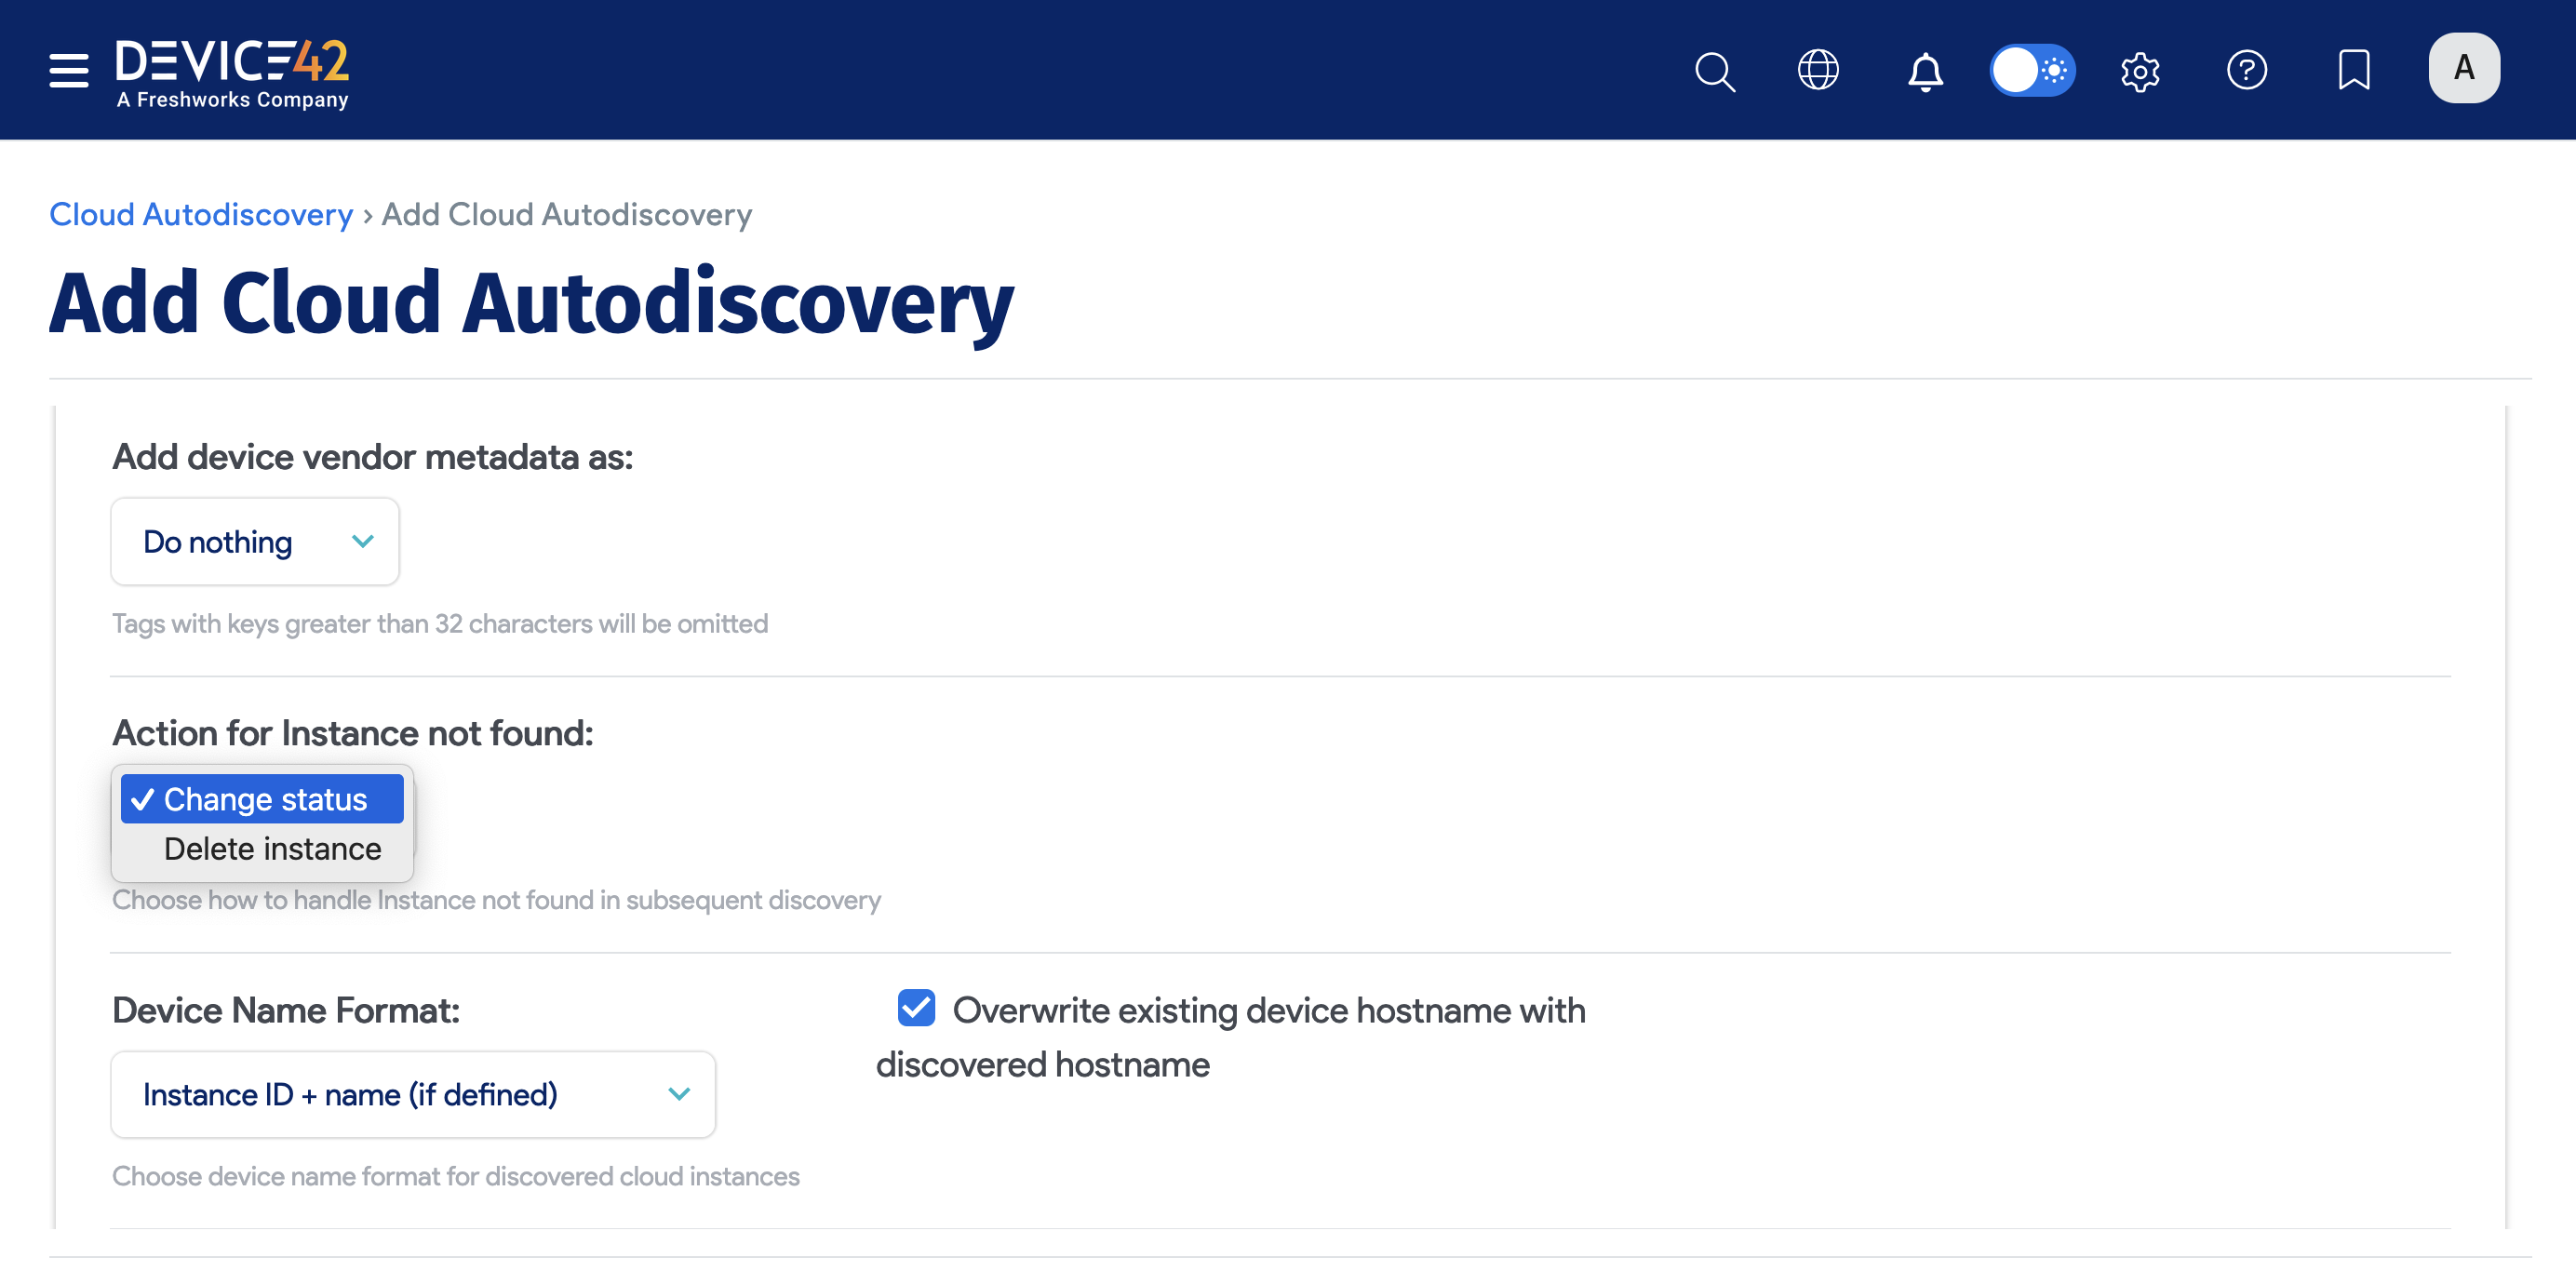 DEVICE42
A Freshworks Company
A
Cloud Autodiscovery › Add Cloud Autodiscovery
Add Cloud Autodiscovery
Add device vendor metadata as:
Do nothing
Tags with keys greater than 32 characters will be omitted
Action for Instance not found:
✓ Change status
Delete instance
Choose how to handle Instance not found in subsequent discovery
Device Name Format:
Instance ID + name (if defined)
Choose device name format for discovered cloud instances
Overwrite existing device hostname with
discovered hostname